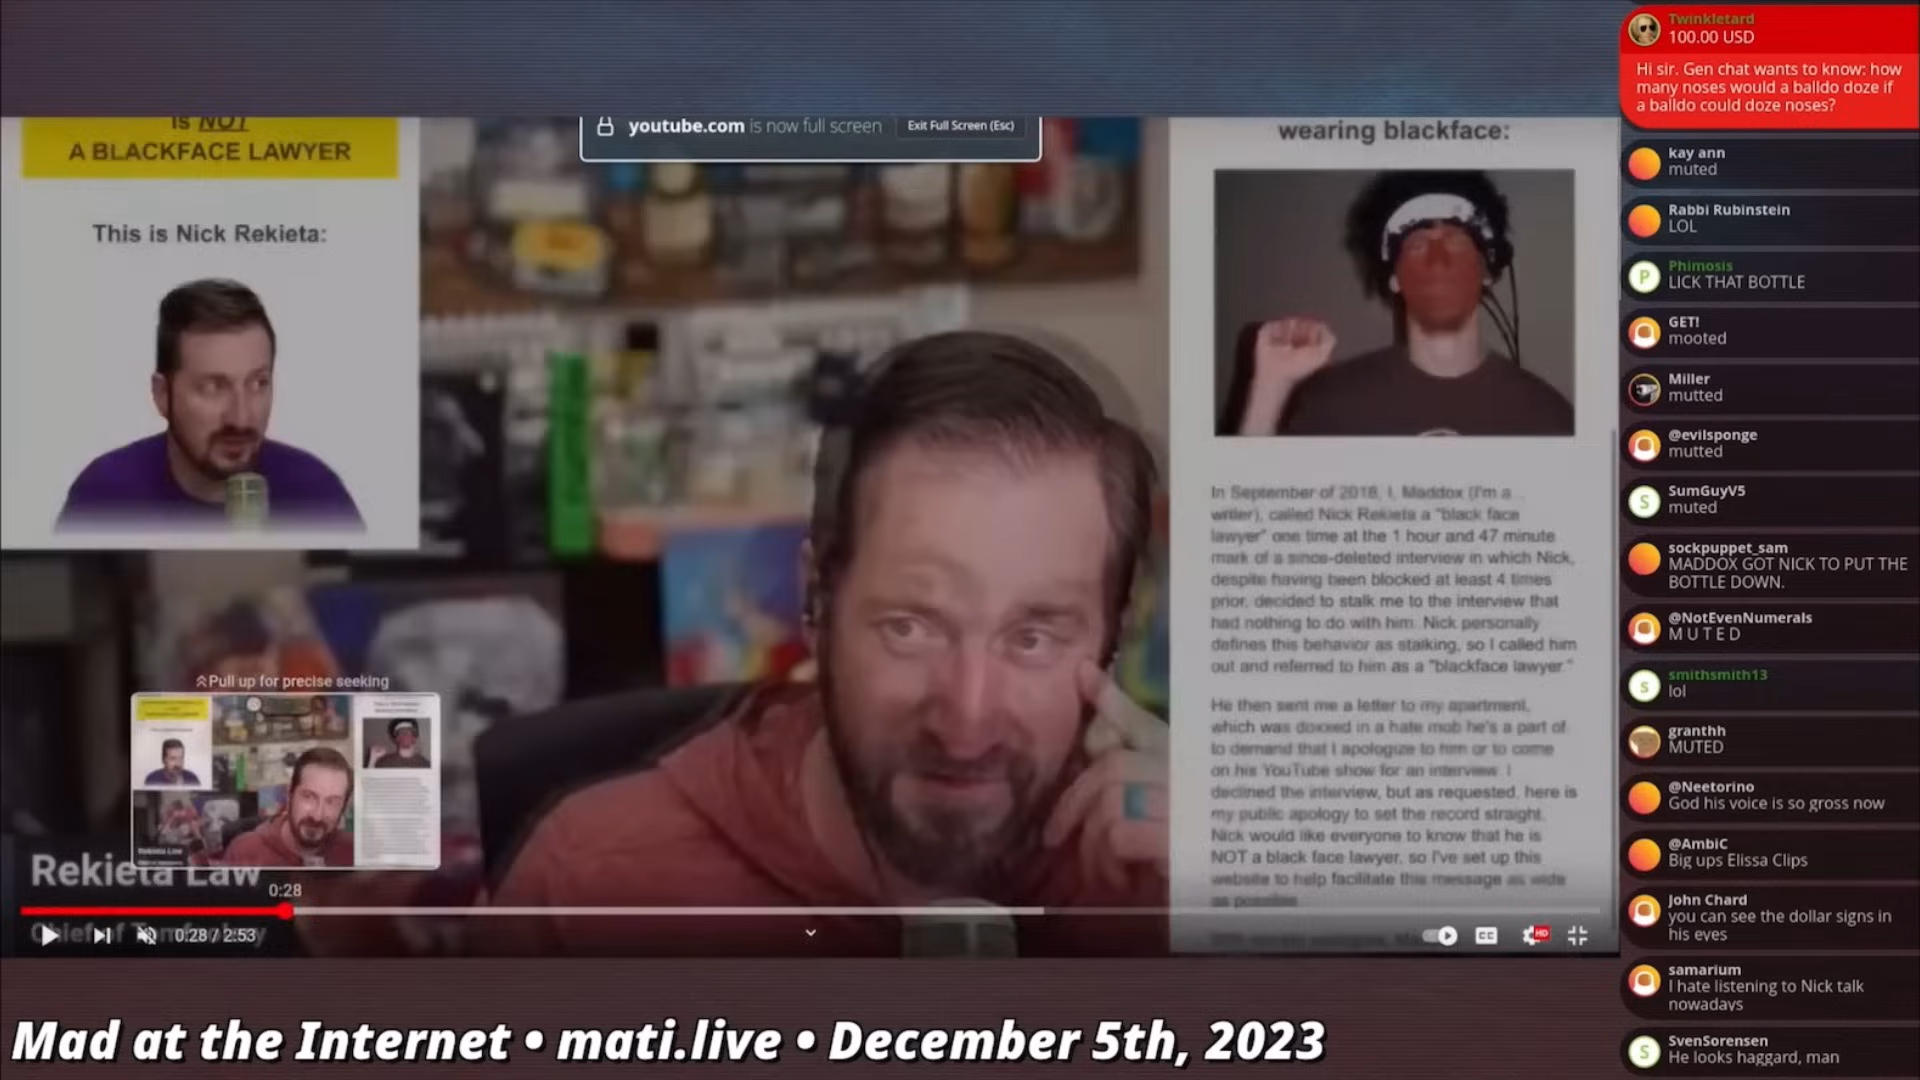 is NOT
A BLACKFACE LAWYER
This is Nick Rekieta:
youtube.com is now full screen
Exit Full Screen (Esc)
wearing blackface:
In September of 2018, I, Maddox (I'm a
writer), called Nick Rekieta a "black face
lawyer" one time at the 1 hour and 47 minute
mark of a since-deleted interview in which Nick,
despite having been blocked at least 4 times
prior, decided to stalk me to the interview that
had nothing to do with him. Nick personally
defines this behavior as stalking, so I called him
out and referred to him as a "blackface lawyer."
He then sent me a letter to my apartment,
which was doxxed in a hate mob he's a part of
to demand that I apologize to him or to come
on his YouTube show for an interview. I
declined the interview, but as requested, here is
my public apology to set the record straight.
Nick would like everyone to know that he is
NOT a black face lawyer, so I've set up this
website to help facilitate this message as wide
as possible
Pull up for precise seeking
Rekieta Law
0:28
Chief of
0:28 / 2:53
CC
HD
Mad at the Internet • mati.live • December 5th, 2023
Twinkletard
100.00 USD
Hi sir. Gen chat wants to know: how
many noses would a balldo doze if
a balldo could doze noses?
kay ann
muted
Rabbi Rubinstein
LOL
P
Phimosis
LICK THAT BOTTLE
GET!
mooted
Miller
mutted
@evilsponge
mutted
S
SumGuyV5
muted
sockpuppet_sam
MADDOX GOT NICK TO PUT THE
BOTTLE DOWN.
@NotEvenNumerals
M U T E D
S
smithsmith13
lol
granthh
MUTED
@Neetorino
God his voice is so gross now
@AmbiC
Big ups Elissa Clips
John Chard
you can see the dollar signs in
his eyes
samarium
I hate listening to Nick talk
nowadays
S
SvenSorensen
He looks haggard, man